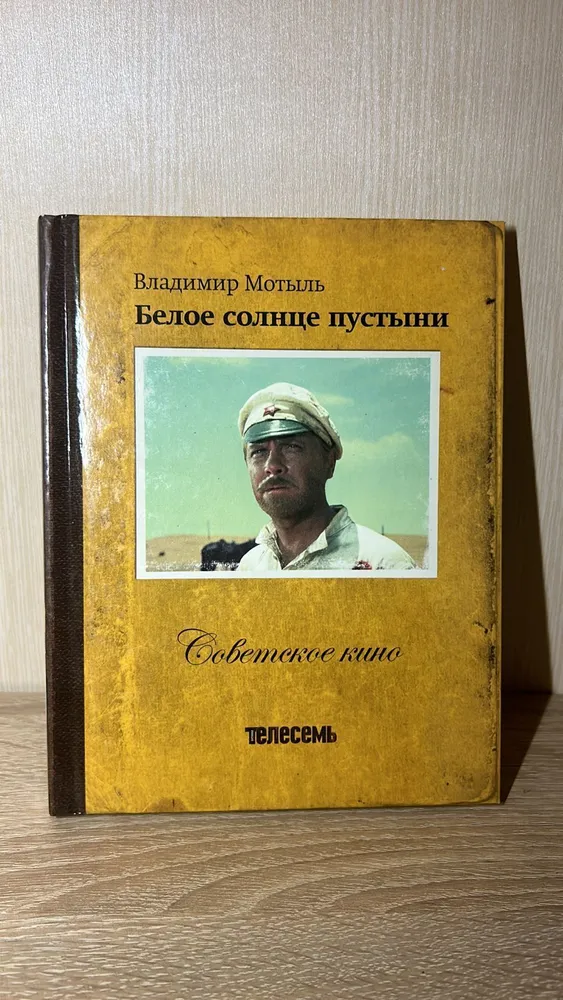 Владимир Мотыль
Белое солнце пустыни
Советское кино
телесемь